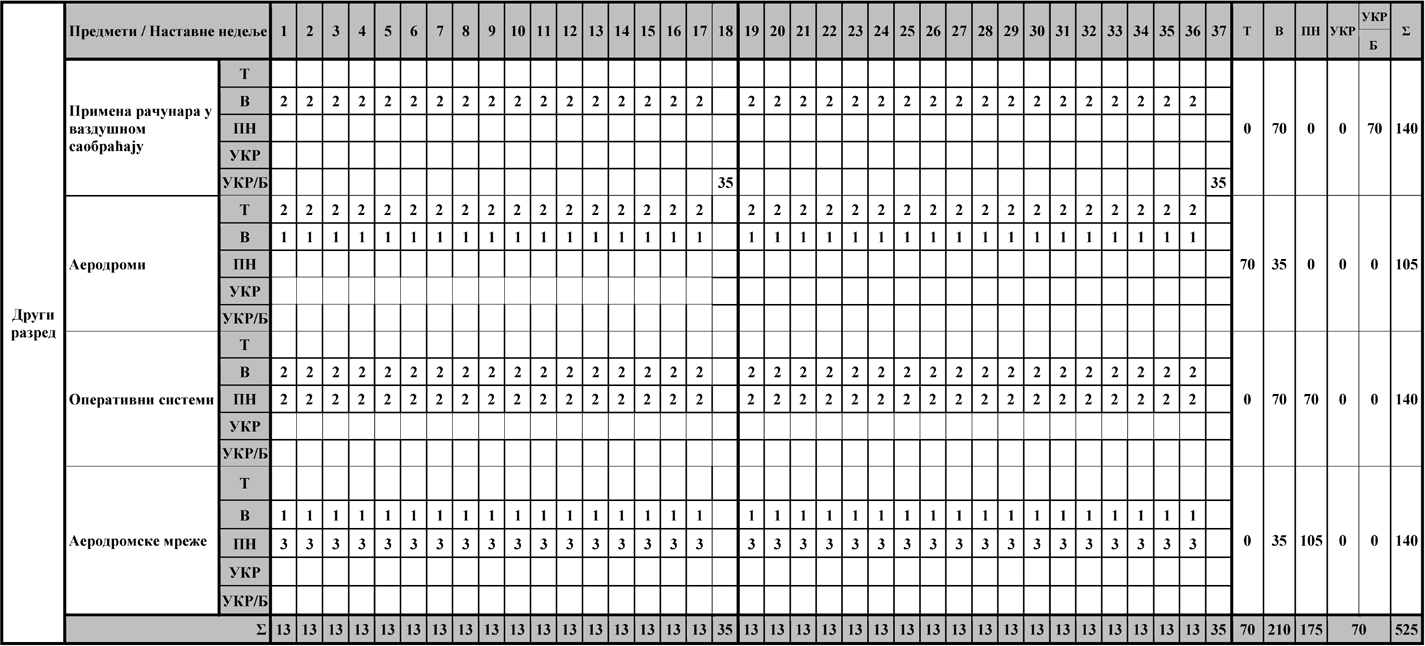 Предмети / Наставне недеље 1 2 3 4 5 6 7 8 9 10 11 12 13 14 15 16 17 18 19 20 21 22 23 24 25 26 27 28 29 30 31 32 33 34 35 36 37 Т В ПН УКР УКР Б Σ
Други разред
Примена рачунара у ваздушном саобраћају
Т
В 2 2 2 2 2 2 2 2 2 2 2 2 2 2 2 2 2 2 2 2 2 2 2 2 2 2 2 2 2 2 2 2 2 2 2
ПН 0 70 0 0 70 140
УКР
УКР/Б 35 35
Аеродроми
Т 2 2 2 2 2 2 2 2 2 2 2 2 2 2 2 2 2 2 2 2 2 2 2 2 2 2 2 2 2 2 2 2 2 2 2
В 1 1 1 1 1 1 1 1 1 1 1 1 1 1 1 1 1 1 1 1 1 1 1 1 1 1 1 1 1 1 1 1 1 1 1
ПН 70 35 0 0 0 105
УКР
УКР/Б
Оперативни системи
Т
В 2 2 2 2 2 2 2 2 2 2 2 2 2 2 2 2 2 2 2 2 2 2 2 2 2 2 2 2 2 2 2 2 2 2 2
ПН 2 2 2 2 2 2 2 2 2 2 2 2 2 2 2 2 2 2 2 2 2 2 2 2 2 2 2 2 2 2 2 2 2 2 2 0 70 70 0 0 140
УКР
УКР/Б
Аеродромске мреже
Т
В 1 1 1 1 1 1 1 1 1 1 1 1 1 1 1 1 1 1 1 1 1 1 1 1 1 1 1 1 1 1 1 1 1 1 1
ПН 3 3 3 3 3 3 3 3 3 3 3 3 3 3 3 3 3 3 3 3 3 3 3 3 3 3 3 3 3 3 3 3 3 3 3 0 35 105 0 0 140
УКР
УКР/Б
Σ 13 13 13 13 13 13 13 13 13 13 13 13 13 13 13 13 13 35 13 13 13 13 13 13 13 13 13 13 13 13 13 13 13 13 13 13 35 70 210 175 70 525